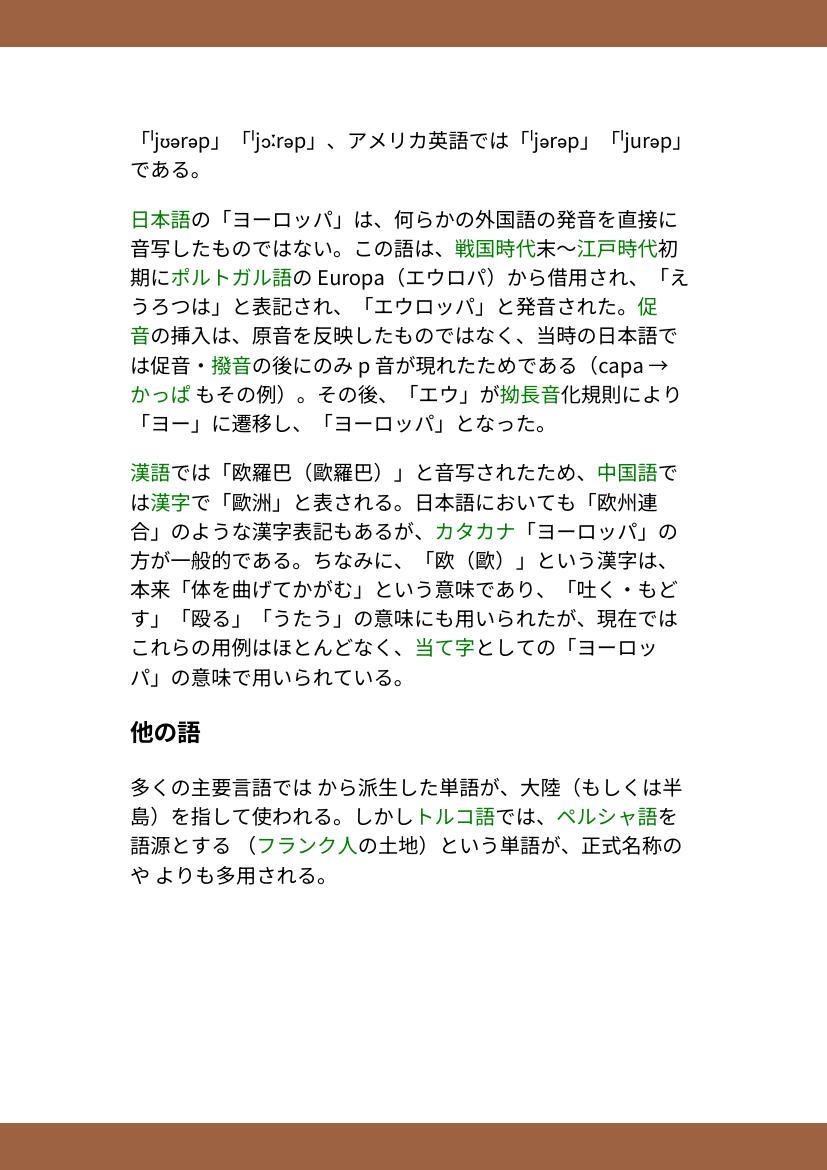 「ˈjʊərəp」「ˈjɔːrəp」、アメリカ英語では「ˈjərəp」「ˈjurəp」
である。
日本語の「ヨーロッパ」は、何らかの外国語の発音を直接に
音写したものではない。この語は、戦国時代末〜江戸時代初
期にポルトガル語の Europa（エウロパ）から借用され、「え
うろつは」と表記され、「エウロッパ」と発音された。促
音の挿入は、原音を反映したものではなく、当時の日本語で
は促音・撥音の後にのみ p 音が現れたためである（capa →
かっぱ もその例）。その後、「エウ」が拗長音化規則により
「ヨー」に遷移し、「ヨーロッパ」となった。
漢語では「欧羅巴（歐羅巴）」と音写されたため、中国語で
は漢字で「歐洲」と表される。日本語においても「欧州連
合」のような漢字表記もあるが、カタカナ「ヨーロッパ」の
方が一般的である。ちなみに、「欧（歐）」という漢字は、
本来「体を曲げてかがむ」という意味であり、「吐く・もど
す」「殴る」「うたう」の意味にも用いられたが、現在では
これらの用例はほとんどなく、当て字としての「ヨーロッ
パ」の意味で用いられている。
他の語
多くの主要言語では から派生した単語が、大陸（もしくは半
島）を指して使われる。しかしトルコ語では、ペルシャ語を
語源とする （フランク人の土地）という単語が、正式名称の
や よりも多用される。